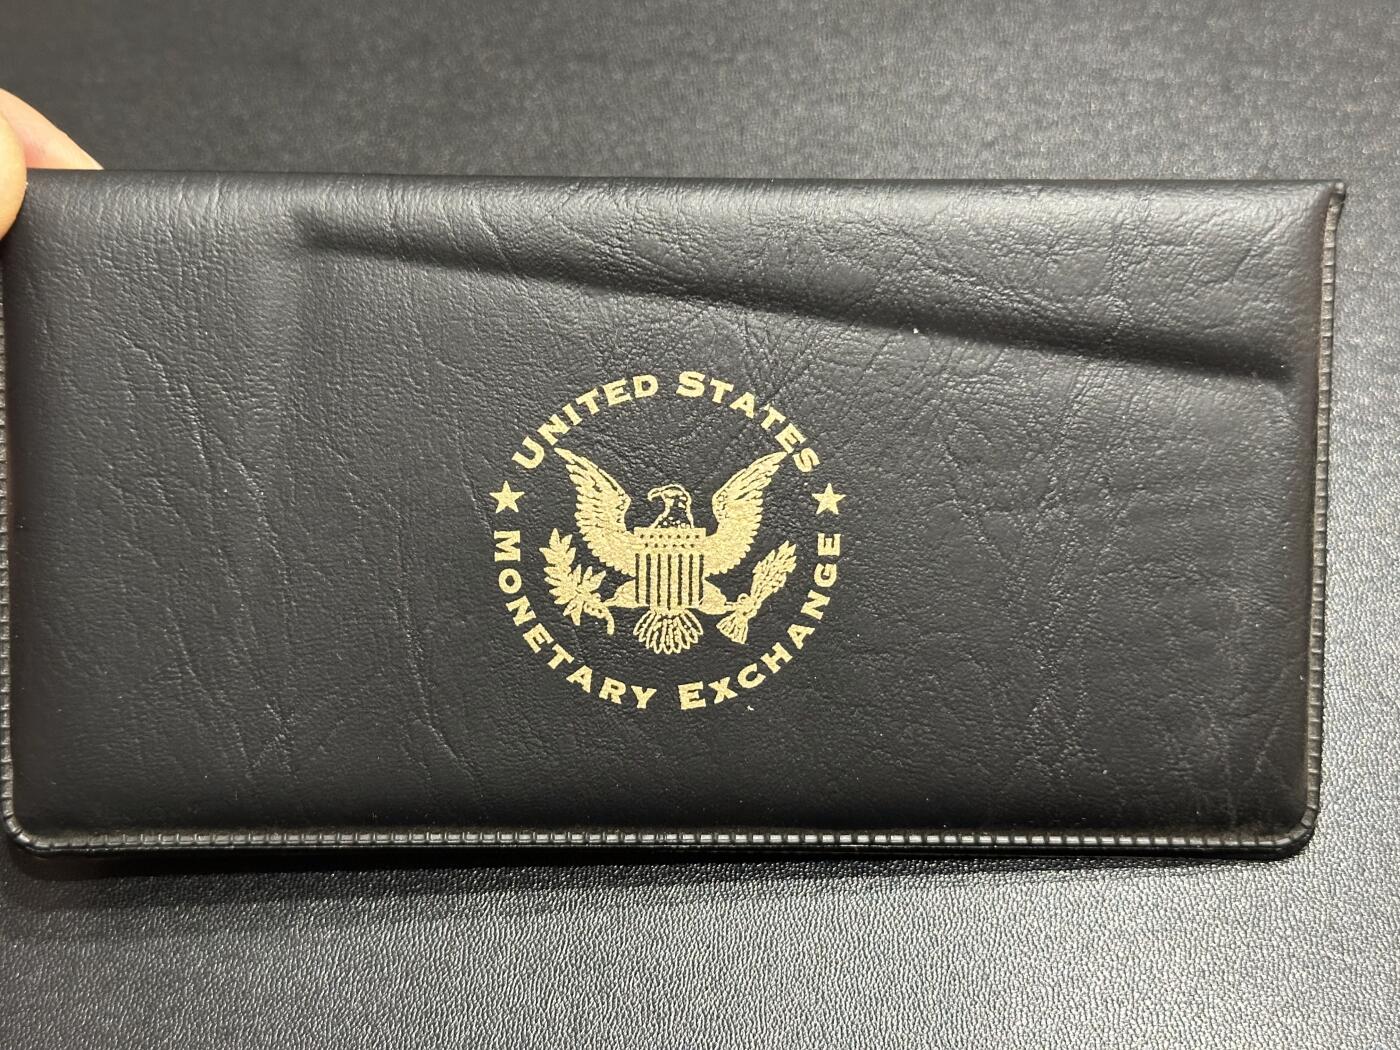 UNITED STATES
★ MONETARY EXCHANGE ★